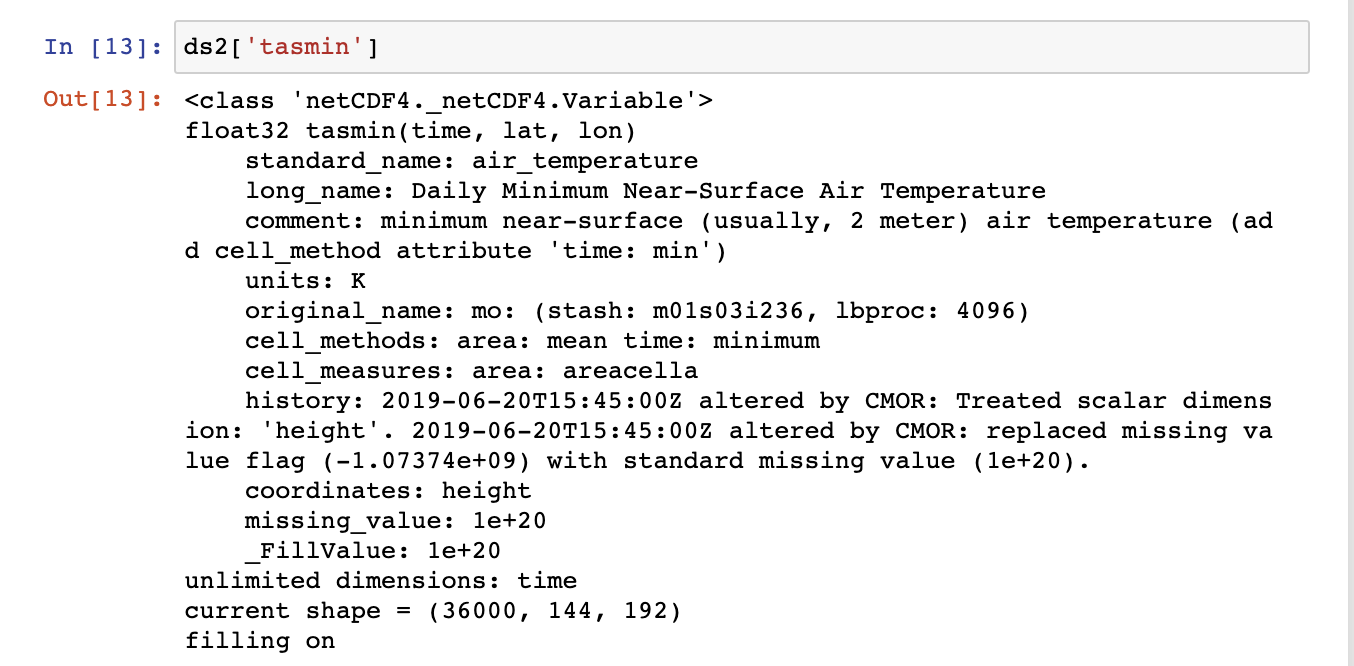 In [13]: ds2['tasmin']
Out[13]: <class 'netCDF4._netCDF4.Variable'>
float32 tasmin(time, lat, lon)
    standard_name: air_temperature
    long_name: Daily Minimum Near-Surface Air Temperature
    comment: minimum near-surface (usually, 2 meter) air temperature (ad
d cell_method attribute 'time: min')
    units: K
    original_name: mo: (stash: m01s03i236, lbproc: 4096)
    cell_methods: area: mean time: minimum
    cell_measures: area: areacella
    history: 2019-06-20T15:45:00Z altered by CMOR: Treated scalar dimens
ion: 'height'. 2019-06-20T15:45:00Z altered by CMOR: replaced missing va
lue flag (-1.07374e+09) with standard missing value (1e+20).
    coordinates: height
    missing_value: 1e+20
    _FillValue: 1e+20
unlimited dimensions: time
current shape = (36000, 144, 192)
filling on